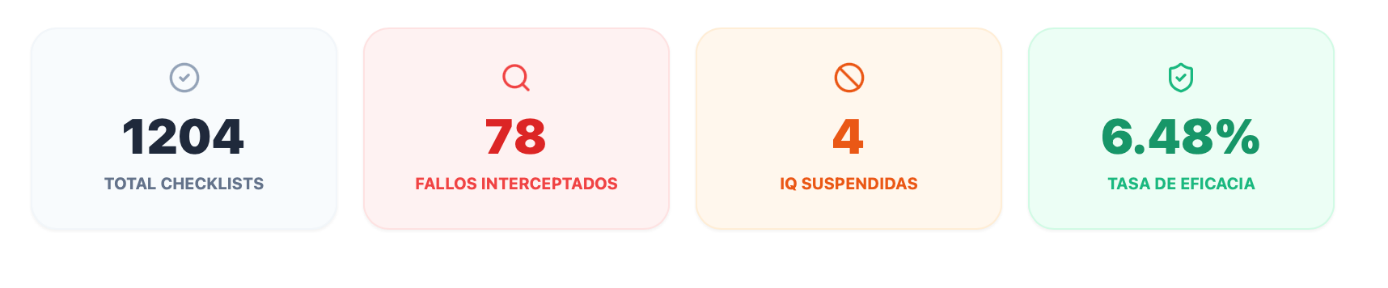 1204
TOTAL CHECKLISTS
78
FALLOS INTERCEPTADOS
4
IQ SUSPENDIDAS
6.48%
TASA DE EFICACIA